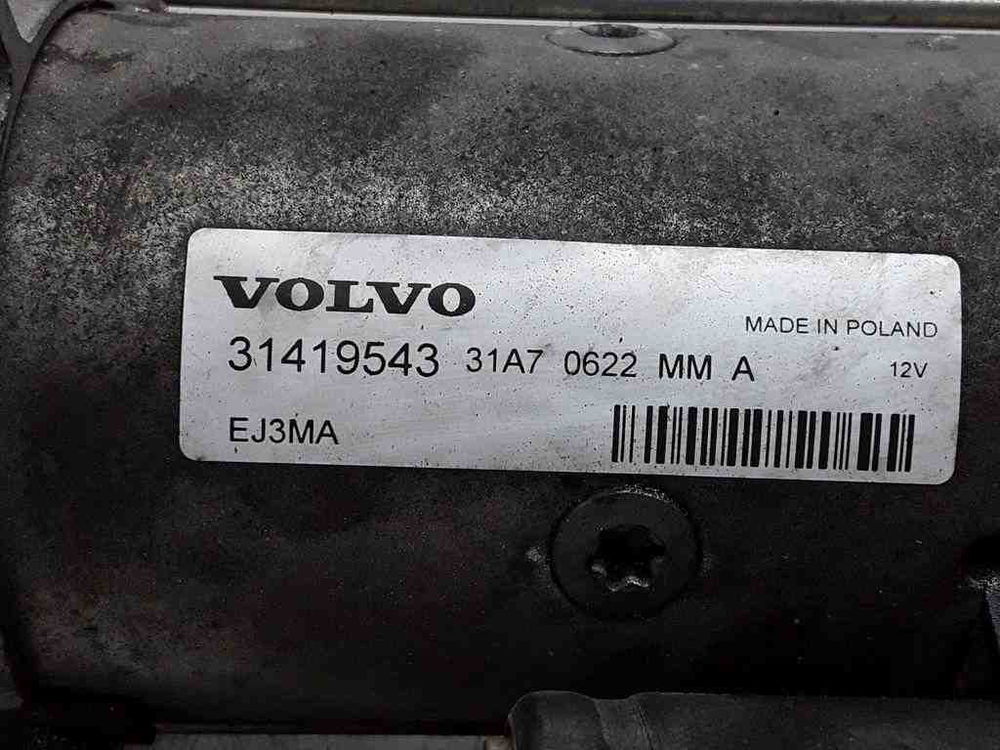 VOLVO
MADE IN POLAND
31419543 31A7 0622 MM A 12V
EJ3MA